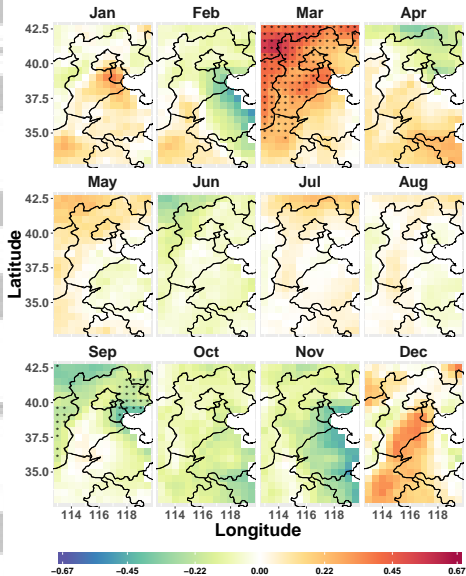 Jan Feb Mar Apr
42.5
40.0
37.5
35.0
May Jun Jul Aug
42.5
40.0
37.5
35.0
Latitude
Sep Oct Nov Dec
42.5
40.0
37.5
35.0
114 116 118 114 116 118 114 116 118 114 116 118
Longitude
−0.67 −0.45 −0.22 0.00 0.22 0.45 0.67